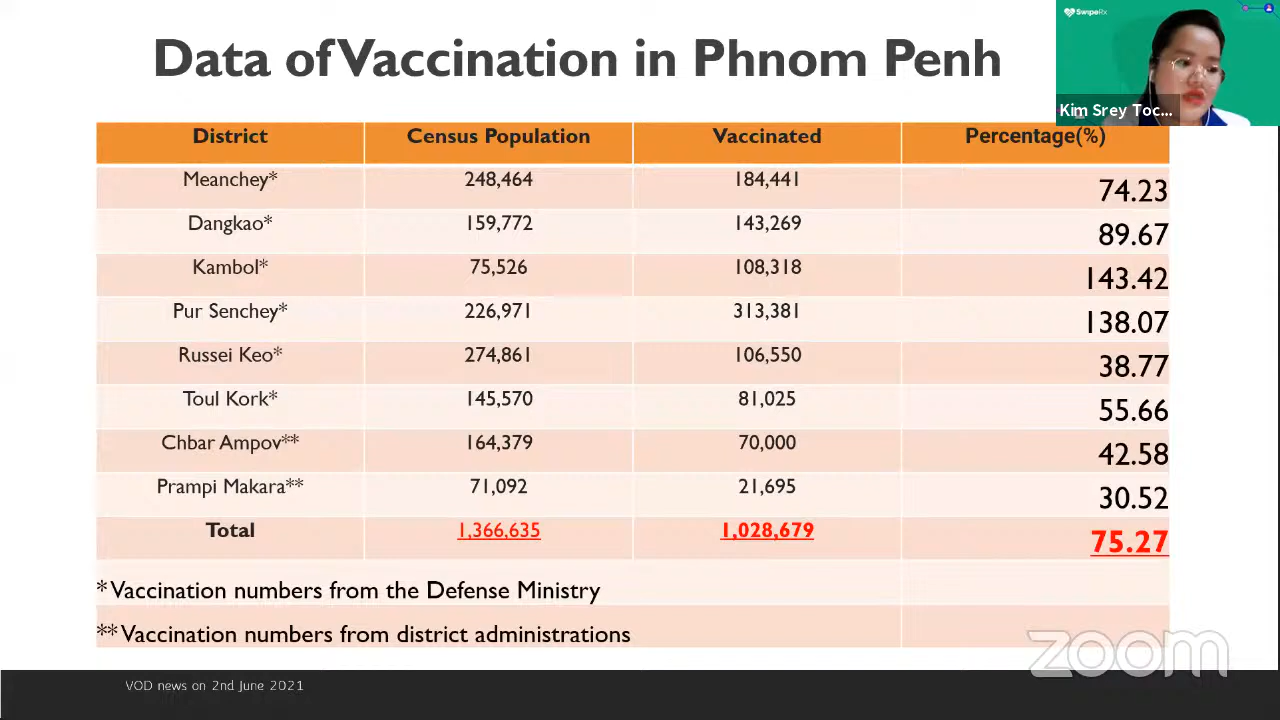 Data of Vaccination in Phnom Penh
SwipeRx
Kim Srey Toc...
District Census Population Vaccinated Percentage(%)
Meanchey* 248,464 184,441 74.23
Dangkao* 159,772 143,269 89.67
Kambol* 75,526 108,318 143.42
Pur Senchey* 226,971 313,381 138.07
Russei Keo* 274,861 106,550 38.77
Toul Kork* 145,570 81,025 55.66
Chbar Ampov** 164,379 70,000 42.58
Prampi Makara** 71,092 21,695 30.52
Total 1,366,635 1,028,679 75.27
* Vaccination numbers from the Defense Ministry
** Vaccination numbers from district administrations
zoom
VOD news on 2nd June 2021